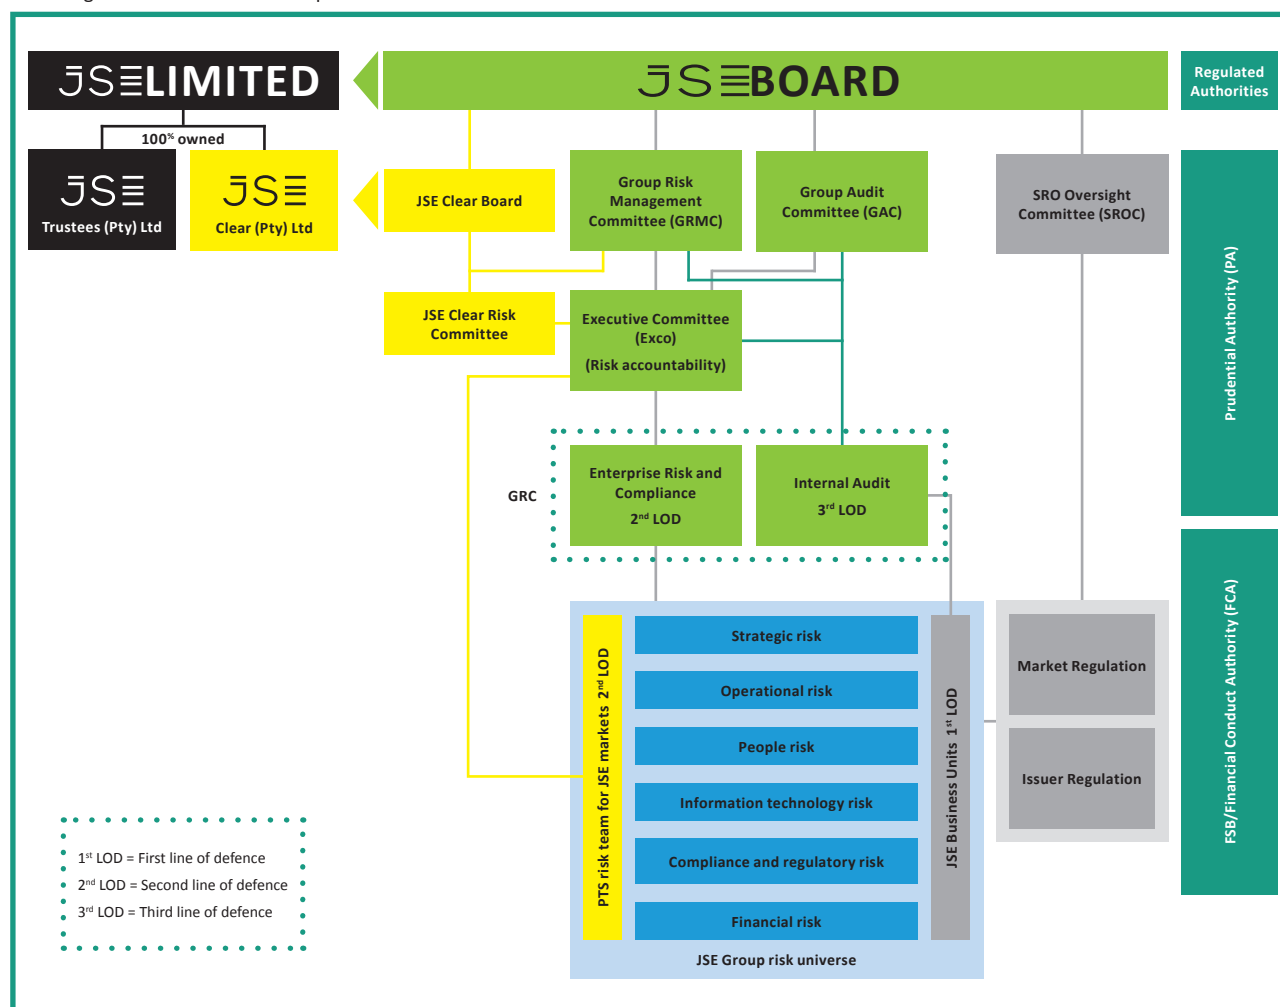 JSE LIMITED
JSE BOARD
Regulated
Authorities
100% owned
JSE
Trustees (Pty) Ltd
JSE
Clear (Pty) Ltd
JSE Clear Board
Group Risk
Management
Committee (GRMC)
Group Audit
Committee (GAC)
SRO Oversight
Committee (SROC)
JSE Clear Risk
Committee
Executive Committee
(Exco)
(Risk accountability)
Prudential Authority (PA)
GRC
Enterprise Risk and
Compliance
2nd LOD
Internal Audit
3rd LOD
FSB/Financial Conduct Authority (FCA)
PTS risk team for JSE markets 2nd LOD
Strategic risk
Operational risk
People risk
Information technology risk
Compliance and regulatory risk
Financial risk
JSE Business Units 1st LOD
JSE Group risk universe
Market Regulation
Issuer Regulation
1st LOD = First line of defence
2nd LOD = Second line of defence
3rd LOD = Third line of defence